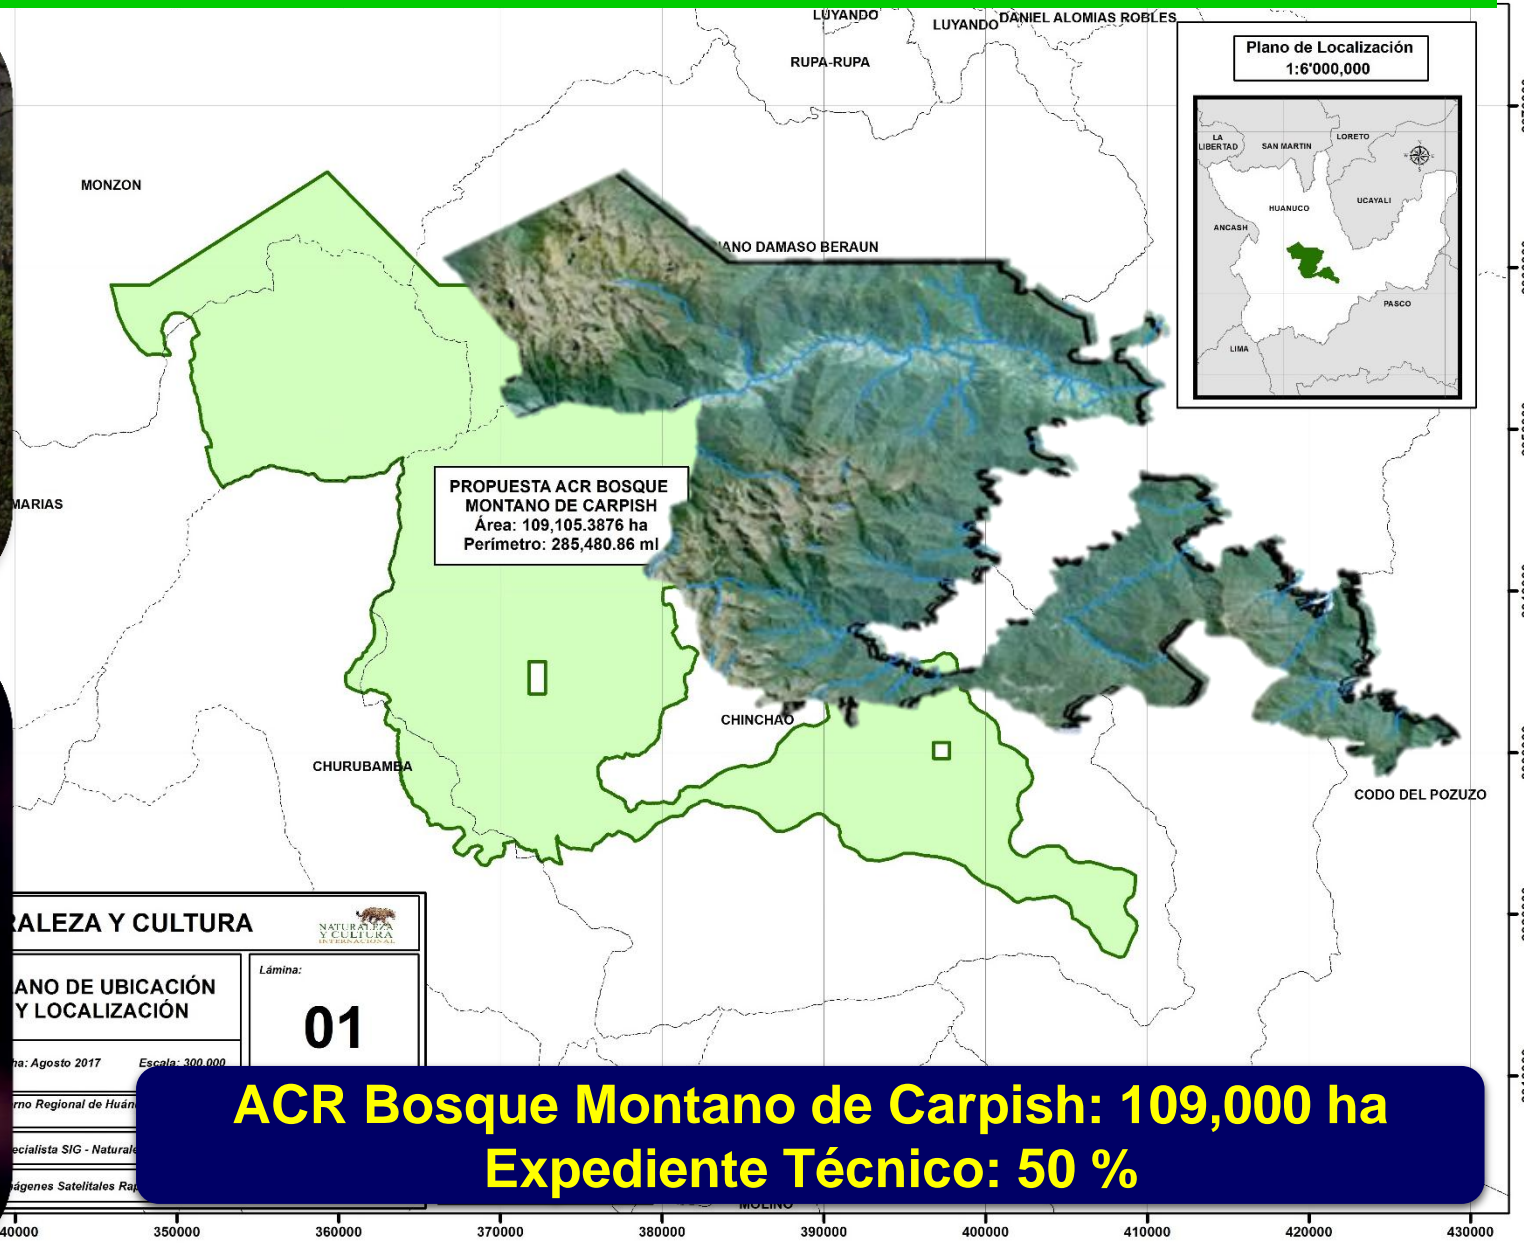 LUYANDO
LUYANDO
DANIEL ALOMIAS ROBLES
RUPA-RUPA
Plano de Localización
1:6'000,000
LA
LIBERTAD
SAN MARTIN
LORETO
HUANUCO
UCAYALI
ANCASH
PASCO
LIMA
MONZON
IANO DAMASO BERAUN
MARIAS
PROPUESTA ACR BOSQUE
MONTANO DE CARPISH
Área: 109,105.3876 ha
Perímetro: 285,480.86 ml
CHINCHAO
CHURUBAMBA
CODO DEL POZUZO
RALEZA Y CULTURA
NATURALEZA
Y CULTURA
INTERNACIONAL
ANO DE UBICACIÓN
Y LOCALIZACIÓN
Lámina:
01
ha: Agosto 2017
Escala: 300,000
rno Regional de Huán
ecialista SIG - Naturale
ágenes Satelitales Rap
ACR Bosque Montano de Carpish: 109,000 ha
Expediente Técnico: 50 %
MOLINO
40000 350000 360000 370000 380000 390000 400000 410000 420000 430000